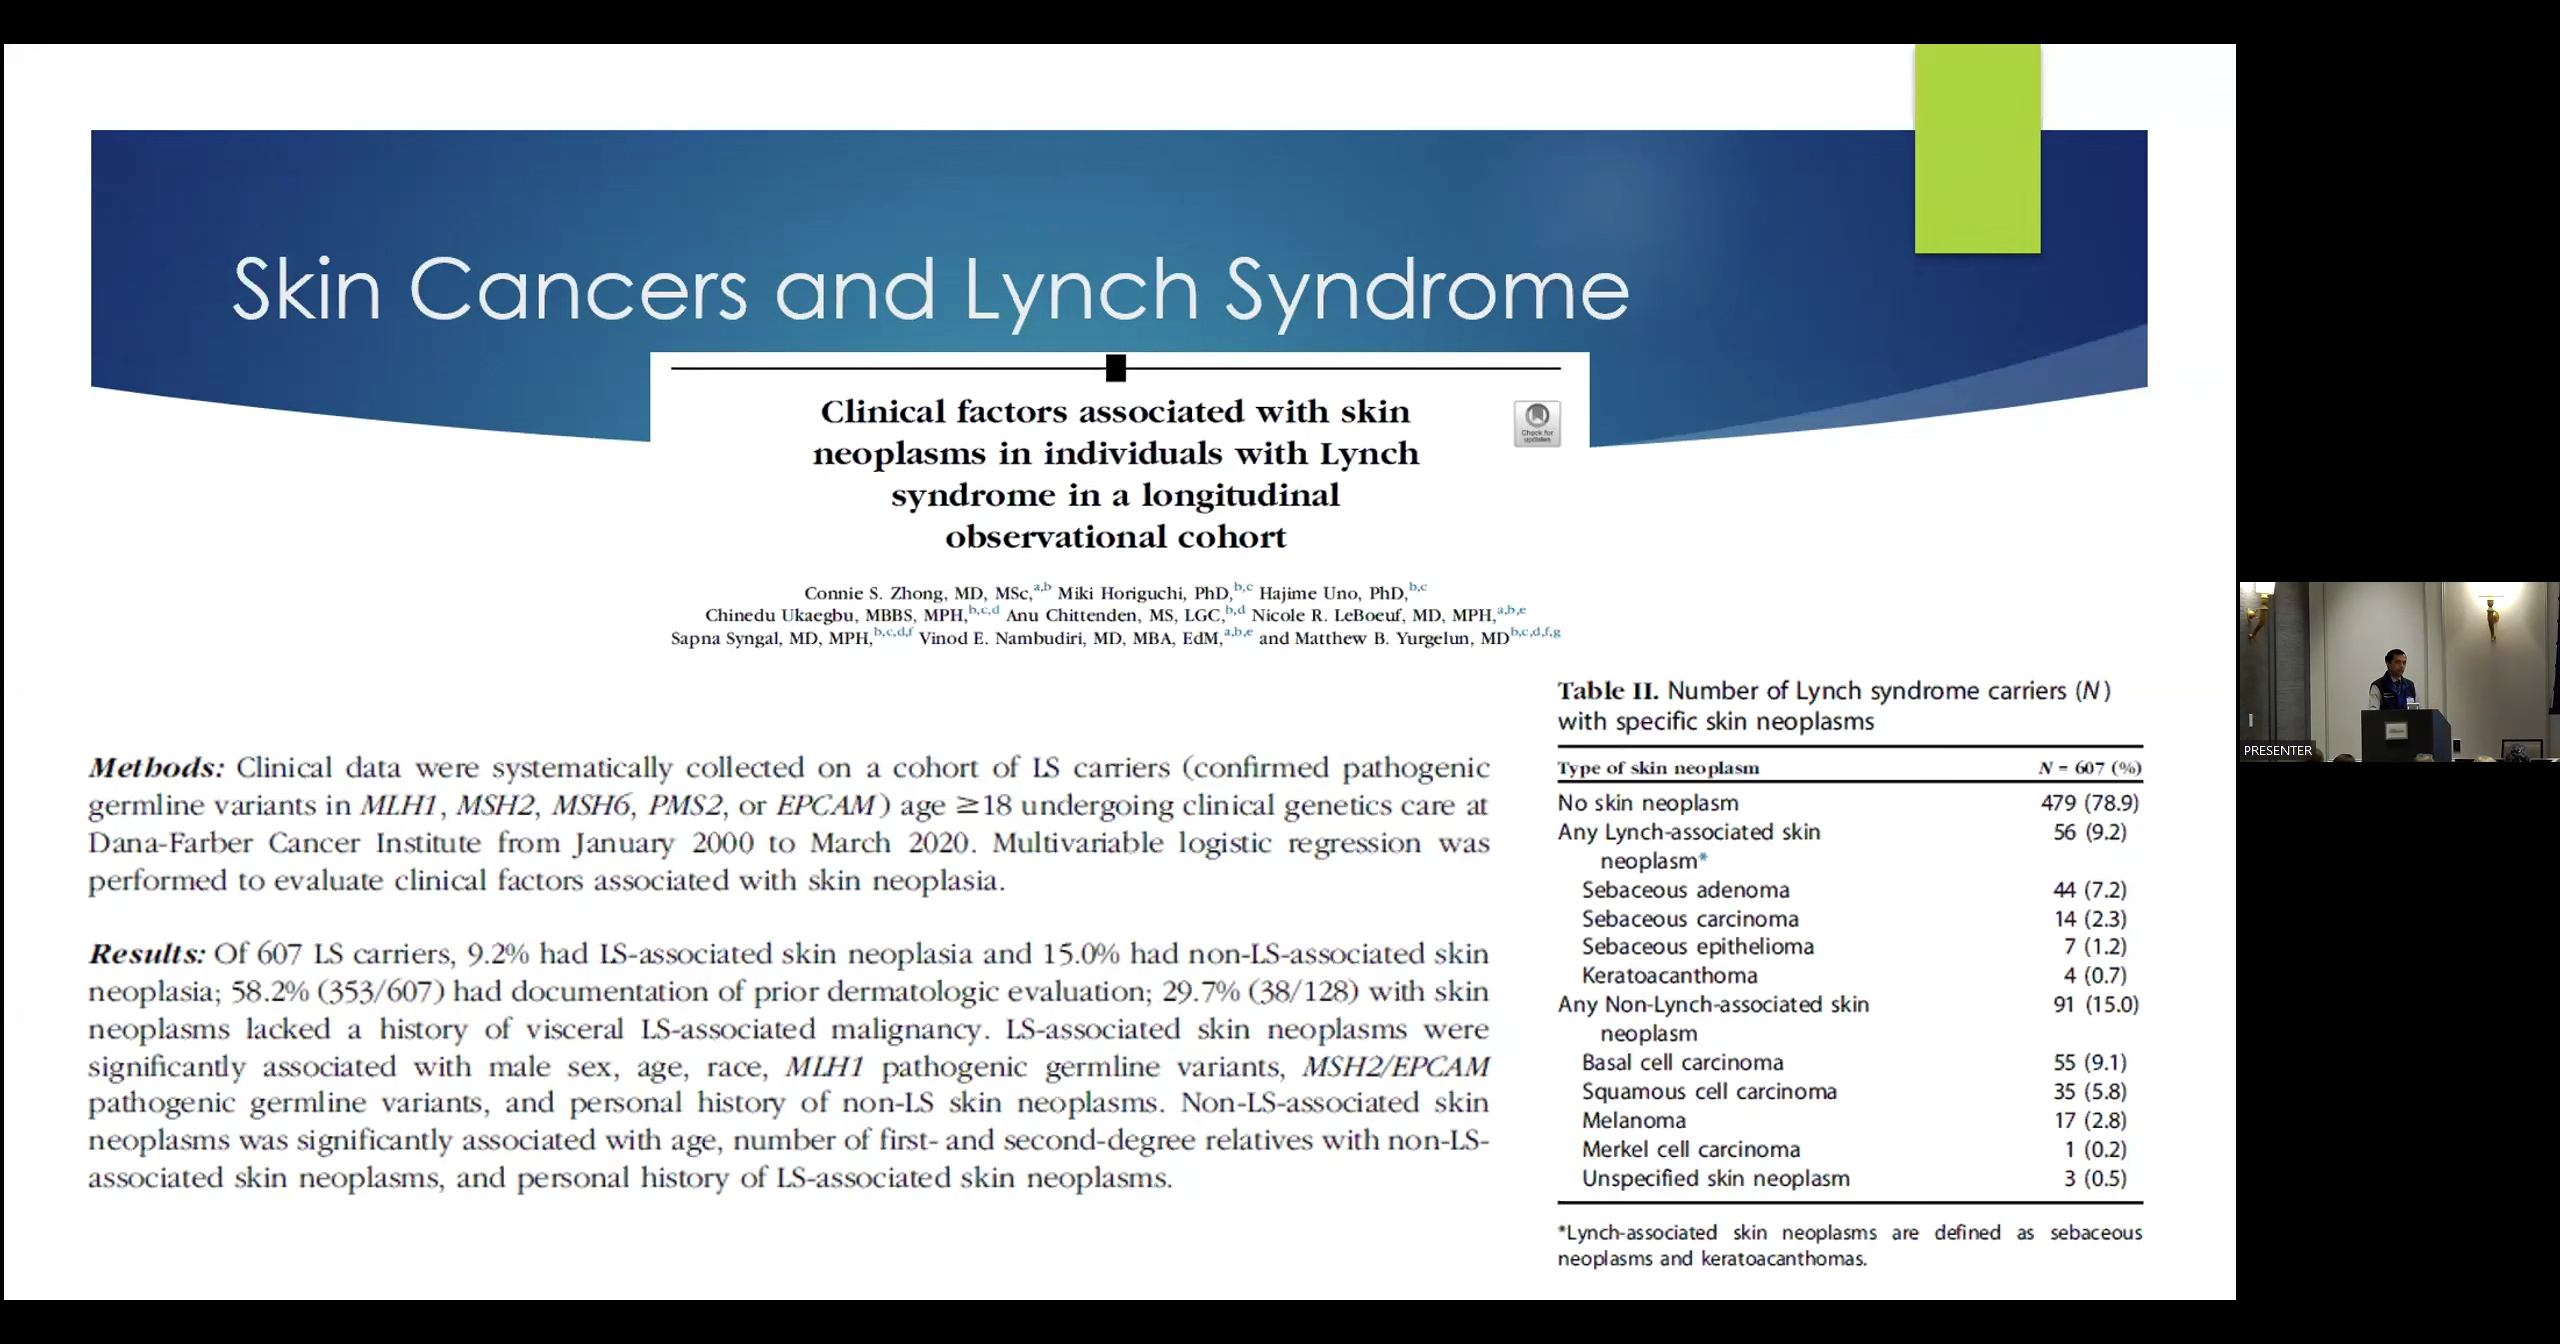 Skin Cancers and Lynch Syndrome
Clinical factors associated with skin
neoplasms in individuals with Lynch
syndrome in a longitudinal
observational cohort
Check for
updates
Connie S. Zhong, MD, MSc,a,b Miki Horiguchi, PhD,b,c Hajime Uno, PhD,b,c
Chinedu Ukaegbu, MBBS, MPH,b,c,d Anu Chittenden, MS, LGC,b,d Nicole R. LeBoeuf, MD, MPH,a,b,e
Sapna Syngal, MD, MPH,b,c,d,f Vinod E. Nambudiri, MD, MBA, EdM,a,b,e and Matthew B. Yurgelun, MDb,c,d,f,g
Methods: Clinical data were systematically collected on a cohort of LS carriers (confirmed pathogenic
germline variants in MLH1, MSH2, MSH6, PMS2, or EPCAM) age ≥18 undergoing clinical genetics care at
Dana-Farber Cancer Institute from January 2000 to March 2020. Multivariable logistic regression was
performed to evaluate clinical factors associated with skin neoplasia.
Results: Of 607 LS carriers, 9.2% had LS-associated skin neoplasia and 15.0% had non-LS-associated skin
neoplasia; 58.2% (353/607) had documentation of prior dermatologic evaluation; 29.7% (38/128) with skin
neoplasms lacked a history of visceral LS-associated malignancy. LS-associated skin neoplasms were
significantly associated with male sex, age, race, MLH1 pathogenic germline variants, MSH2/EPCAM
pathogenic germline variants, and personal history of non-LS skin neoplasms. Non-LS-associated skin
neoplasms was significantly associated with age, number of first- and second-degree relatives with non-LS-
associated skin neoplasms, and personal history of LS-associated skin neoplasms.
Table II. Number of Lynch syndrome carriers (N)
with specific skin neoplasms
Type of skin neoplasm N = 607 (%)
No skin neoplasm 479 (78.9)
Any Lynch-associated skin 56 (9.2)
neoplasm*
Sebaceous adenoma 44 (7.2)
Sebaceous carcinoma 14 (2.3)
Sebaceous epithelioma 7 (1.2)
Keratoacanthoma 4 (0.7)
Any Non-Lynch-associated skin 91 (15.0)
neoplasm
Basal cell carcinoma 55 (9.1)
Squamous cell carcinoma 35 (5.8)
Melanoma 17 (2.8)
Merkel cell carcinoma 1 (0.2)
Unspecified skin neoplasm 3 (0.5)
*Lynch-associated skin neoplasms are defined as sebaceous
neoplasms and keratoacanthomas.
PRESENTER